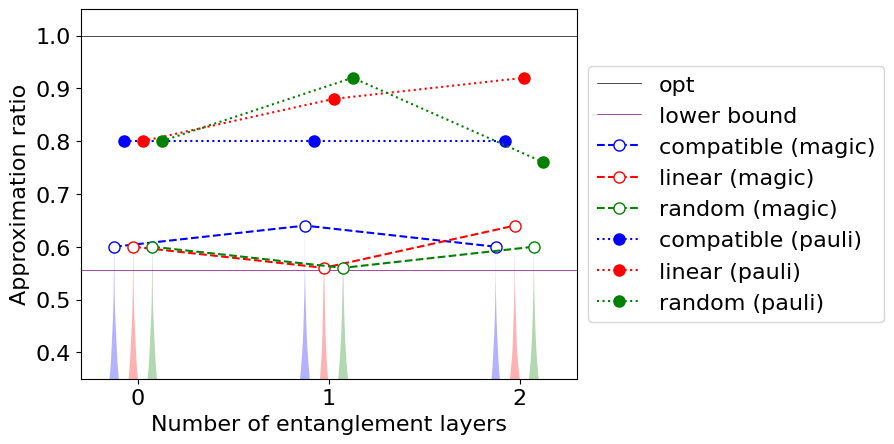 1.0
0.9
0.8
0.7
0.6
0.5
0.4
Approximation ratio
0 1 2
Number of entanglement layers
opt
lower bound
compatible (magic)
linear (magic)
random (magic)
compatible (pauli)
linear (pauli)
random (pauli)